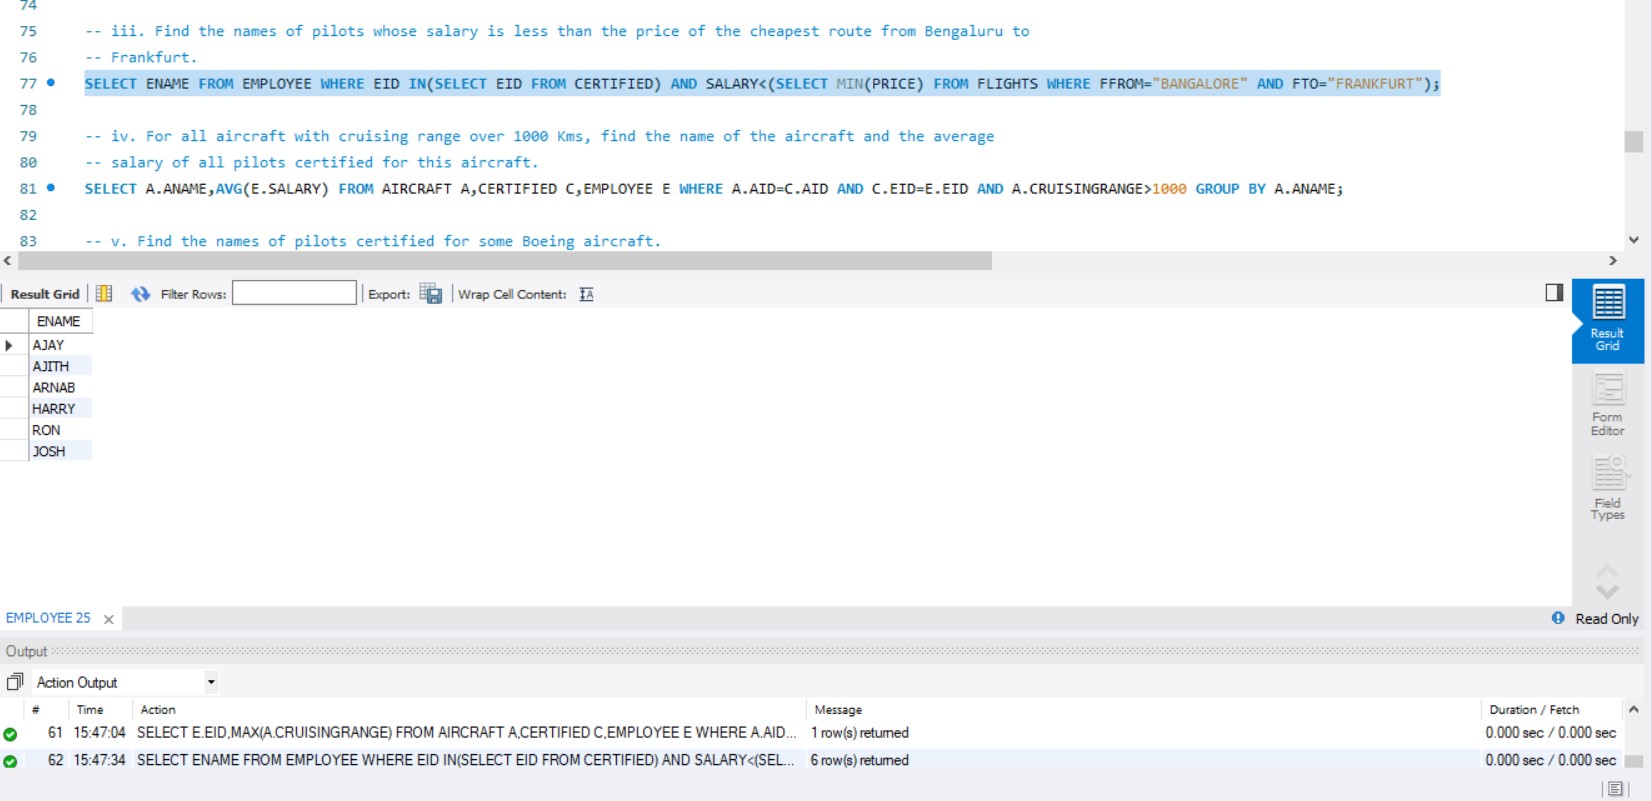 74
75 -- iii. Find the names of pilots whose salary is less than the price of the cheapest route from Bengaluru to
76 -- Frankfurt.
77 SELECT ENAME FROM EMPLOYEE WHERE EID IN(SELECT EID FROM CERTIFIED) AND SALARY<(SELECT MIN(PRICE) FROM FLIGHTS WHERE FFROM="BANGALORE" AND FTO="FRANKFURT");
78
79 -- iv. For all aircraft with cruising range over 1000 Kms, find the name of the aircraft and the average
80 -- salary of all pilots certified for this aircraft.
81 SELECT A.ANAME,AVG(E.SALARY) FROM AIRCRAFT A,CERTIFIED C,EMPLOYEE E WHERE A.AID=C.AID AND C.EID=E.EID AND A.CRUISINGRANGE>1000 GROUP BY A.ANAME;
82
83 -- v. Find the names of pilots certified for some Boeing aircraft.
Result Grid Filter Rows: Export: Wrap Cell Content:
ENAME
AJAY
AJITH
ARNAB
HARRY
RON
JOSH
Result
Grid
Form
Editor
Field
Types
EMPLOYEE 25 Read Only
Output
Action Output
# Time Action Message Duration / Fetch
61 15:47:04 SELECT E.EID,MAX(A.CRUISINGRANGE) FROM AIRCRAFT A,CERTIFIED C,EMPLOYEE E WHERE A.AID... 1 row(s) returned 0.000 sec / 0.000 sec
62 15:47:34 SELECT ENAME FROM EMPLOYEE WHERE EID IN(SELECT EID FROM CERTIFIED) AND SALARY<(SEL... 6 row(s) returned 0.000 sec / 0.000 sec